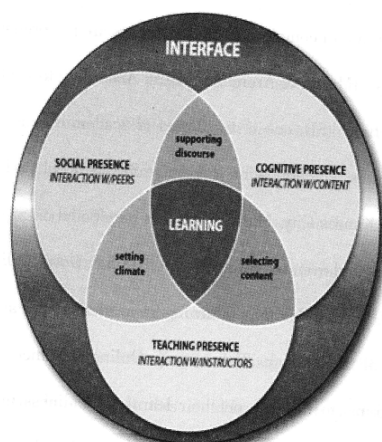 INTERFACE
supporting
discourse
SOCIAL PRESENCE
INTERACTION W/PEERS
COGNITIVE PRESENCE
INTERACTION W/CONTENT
LEARNING
setting
climate
selecting
content
TEACHING PRESENCE
INTERACTION W/INSTRUCTORS